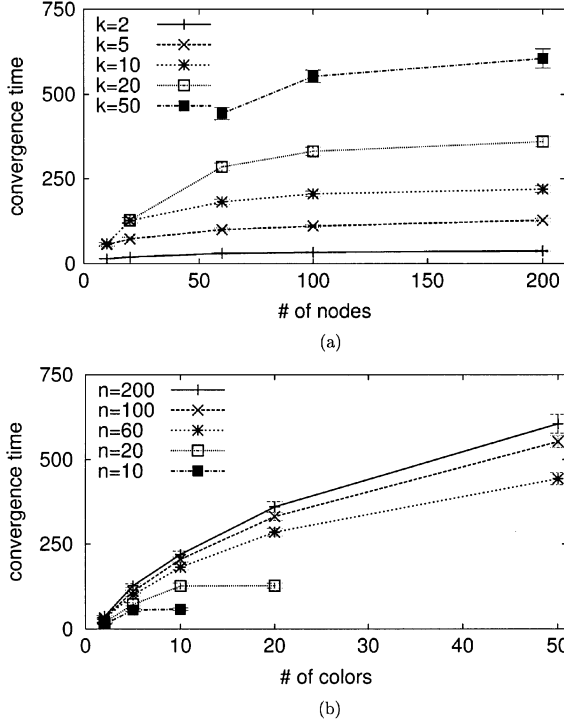 750
500
250
0
convergence time
k=2
k=5
k=10
k=20
k=50
0 50 100 150 200
# of nodes
(a)
750
500
250
0
convergence time
n=200
n=100
n=60
n=20
n=10
0 10 20 30 40 50
# of colors
(b)